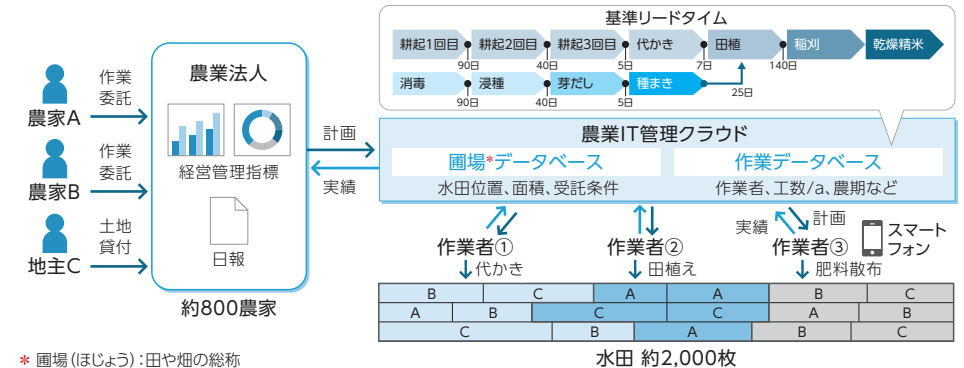 基準リードタイム
耕起1回目
耕起2回目
耕起3回目
代かき
田植
稲刈
乾燥精米
90日
40日
5日
7日
140日
消毒
浸種
芽だし
種まき
90日
40日
5日
25日
農業法人
経営管理指標
日報
約800農家
作業
委託
農家A
作業
委託
農家B
土地
貸付
地主C
計画
実績
農業IT管理クラウド
圃場*データベース
水田位置、面積、受託条件
作業データベース
作業者、工数/a、農期など
作業者①
代かき
作業者②
田植え
実績
計画
作業者③
肥料散布
スマート
フォン
B C A A B C
A B C C A B
C B A B C
水田 約2,000枚
* 圃場(ほじょう):田や畑の総称